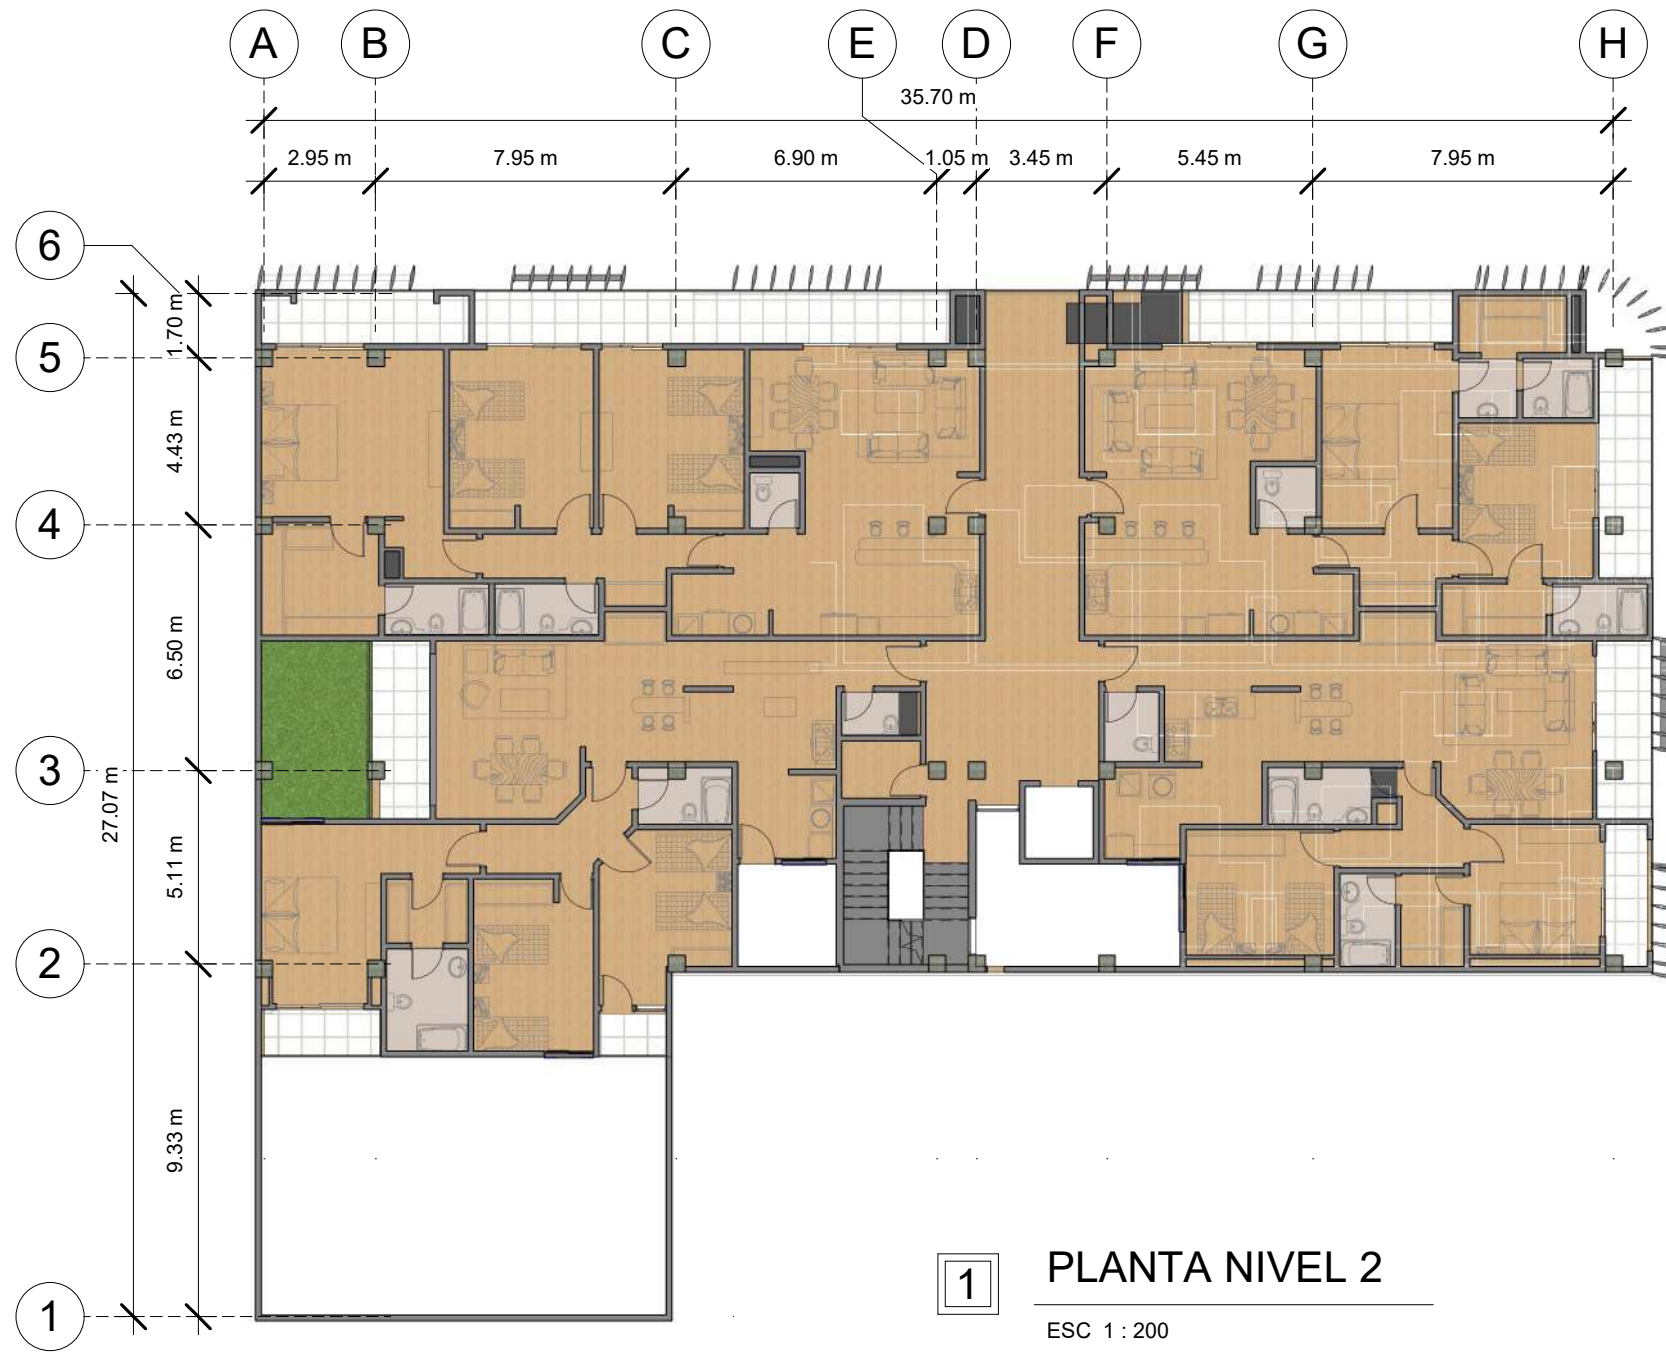 A B C E D F G H
35.70 m
2.95 m 7.95 m 6.90 m 1.05 m 3.45 m 5.45 m 7.95 m
6
1.70 m
5
4.43 m
4
6.50 m
3
27.07 m
5.11 m
2
9.33 m
1
1 PLANTA NIVEL 2
ESC 1 : 200